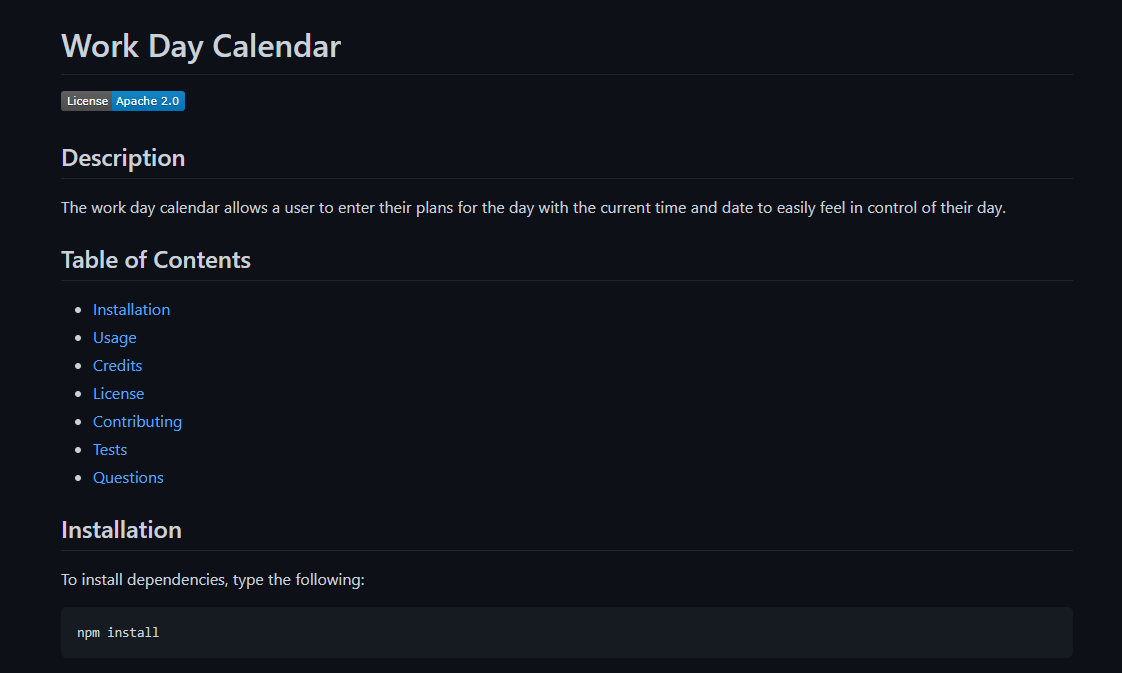 Work Day Calendar
License Apache 2.0
Description
The work day calendar allows a user to enter their plans for the day with the current time and date to easily feel in control of their day.
Table of Contents
Installation
Usage
Credits
License
Contributing
Tests
Questions
Installation
To install dependencies, type the following:
npm install